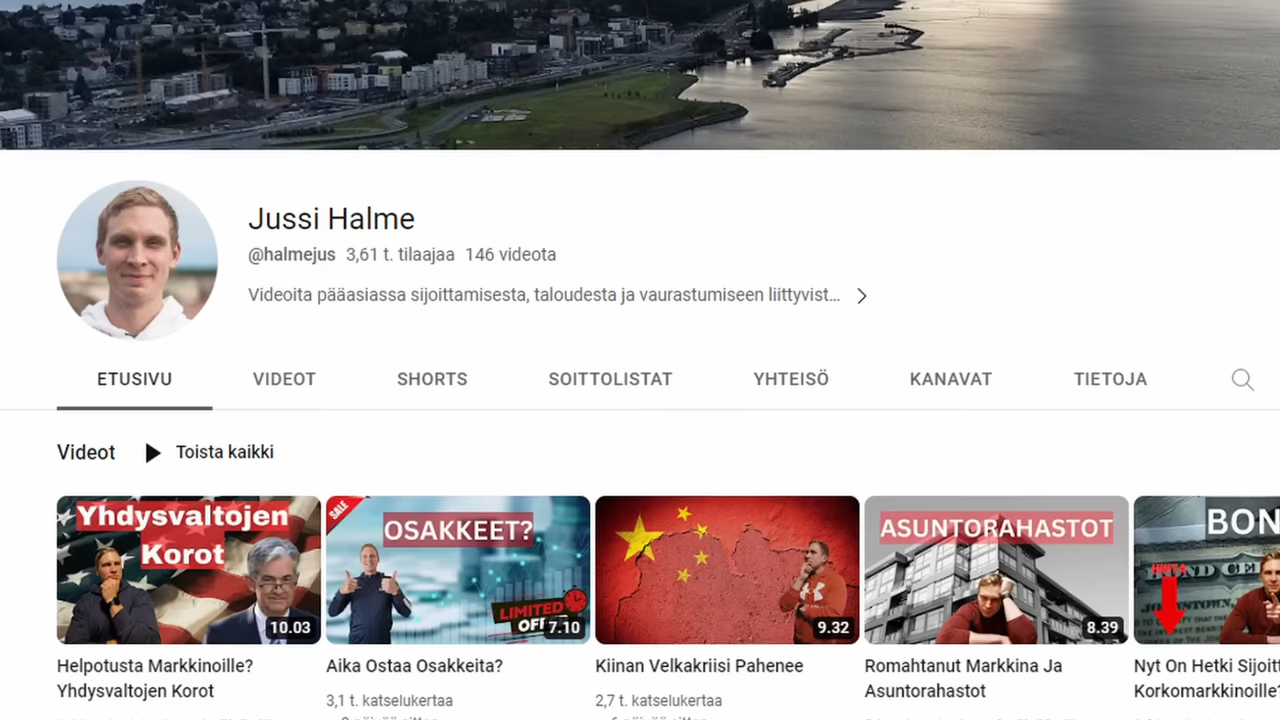 Jussi Halme
@halmejus 3,61 t. tilaajaa 146 videota
Videoita pääasiassa sijoittamisesta, taloudesta ja vaurastumiseen liittyvist...
ETUSIVU VIDEOT SHORTS SOITTOLISTAT YHTEISÖ KANAVAT TIETOJA
Videot Toista kaikki
Yhdysvaltojen
Korot
10.03
SALE
OSAKKEET?
LIMITED
7.10
9.32
ASUNTORAHASTOT
8.39
BON
HINTA
Helpotusta Markkinoille?
Yhdysvaltojen Korot
Aika Ostaa Osakkeita?
3,1 t. katselukertaa
Kiinan Velkakriisi Pahenee
2,7 t. katselukertaa
Romahtanut Markkina Ja
Asuntorahastot
Nyt On Hetki Sijoitt
Korkomarkkinoille?